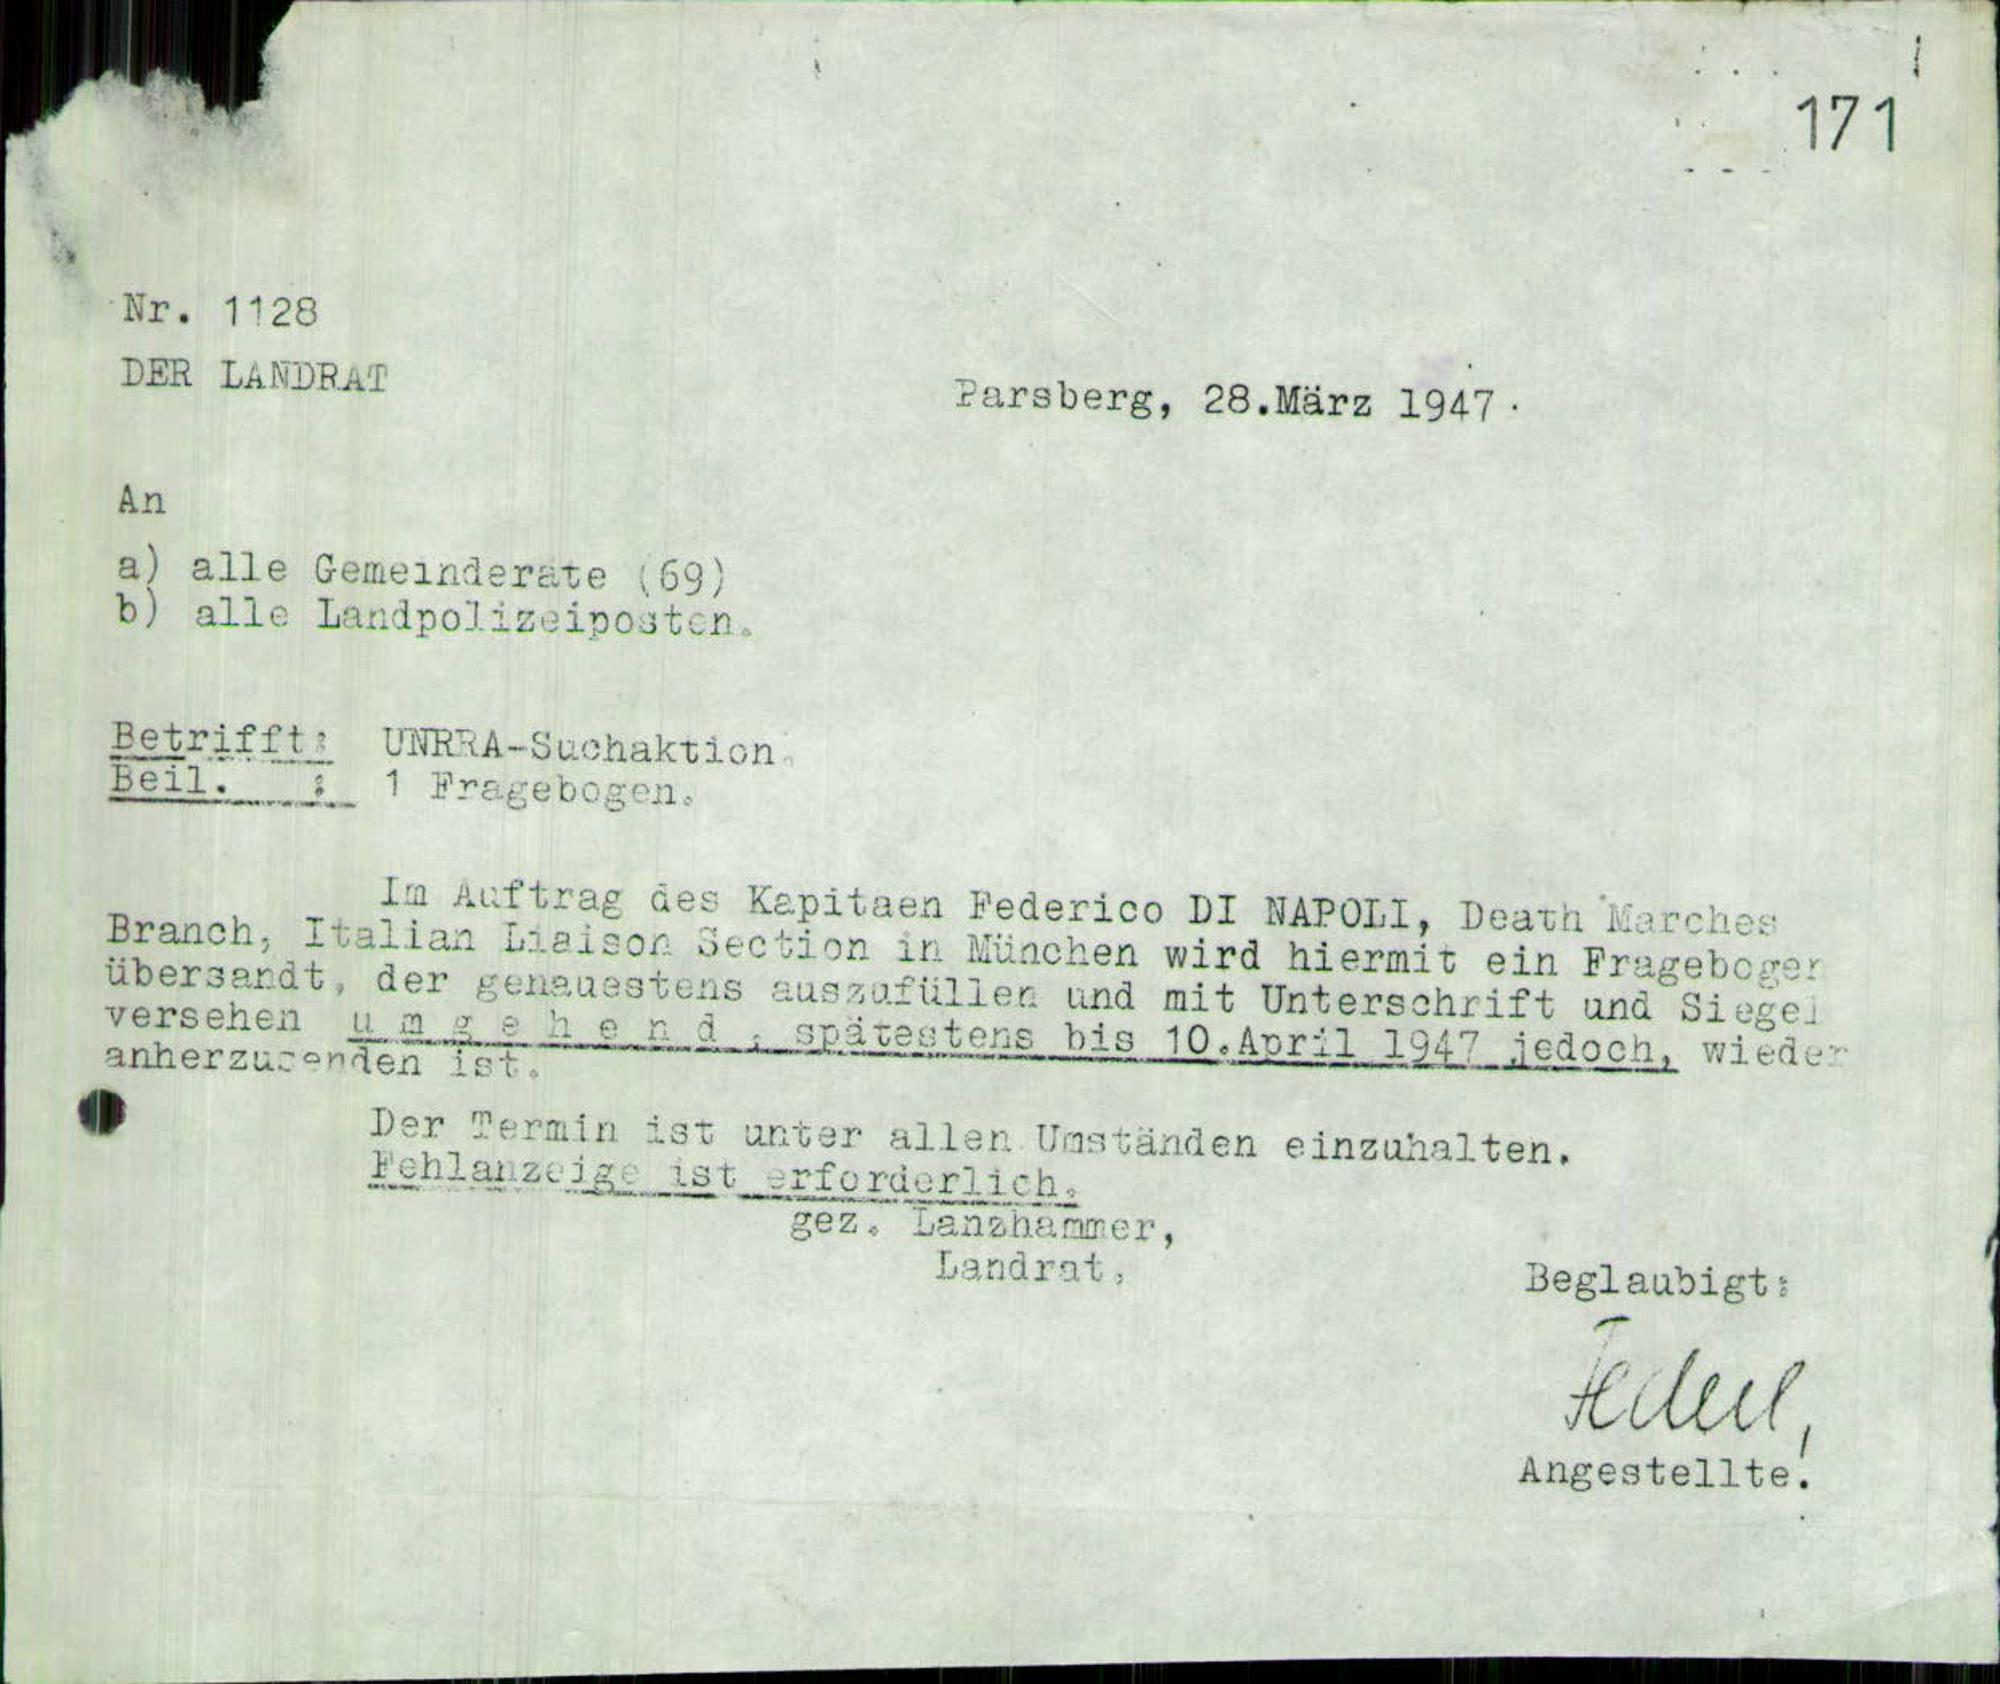 171
Nr. 1128
DER LANDRAT
Parsberg, 28.März 1947.
An
a) alle Gemeinderäte (69)
b) alle Landpolizeiposten.
Betrifft: UNRRA-Suchaktion.
Beil. : 1 Fragebogen.
Im Auftrag des Kapitaen Federico DI NAPOLI, Death Marches
Branch, Italian Liaison Section in München wird hiermit ein Fragebogen
übersandt, der genauestens auszufüllen und mit Unterschrift und Siegel
versehen u m g e h e n d , spätestens bis 10.April 1947 jedoch, wieder
anherzusenden ist.
Der Termin ist unter allen Umständen einzuhalten.
Fehlanzeige ist erforderlich.
gez. Lanzhammer,
Landrat.
Beglaubigt:
Angestellte.